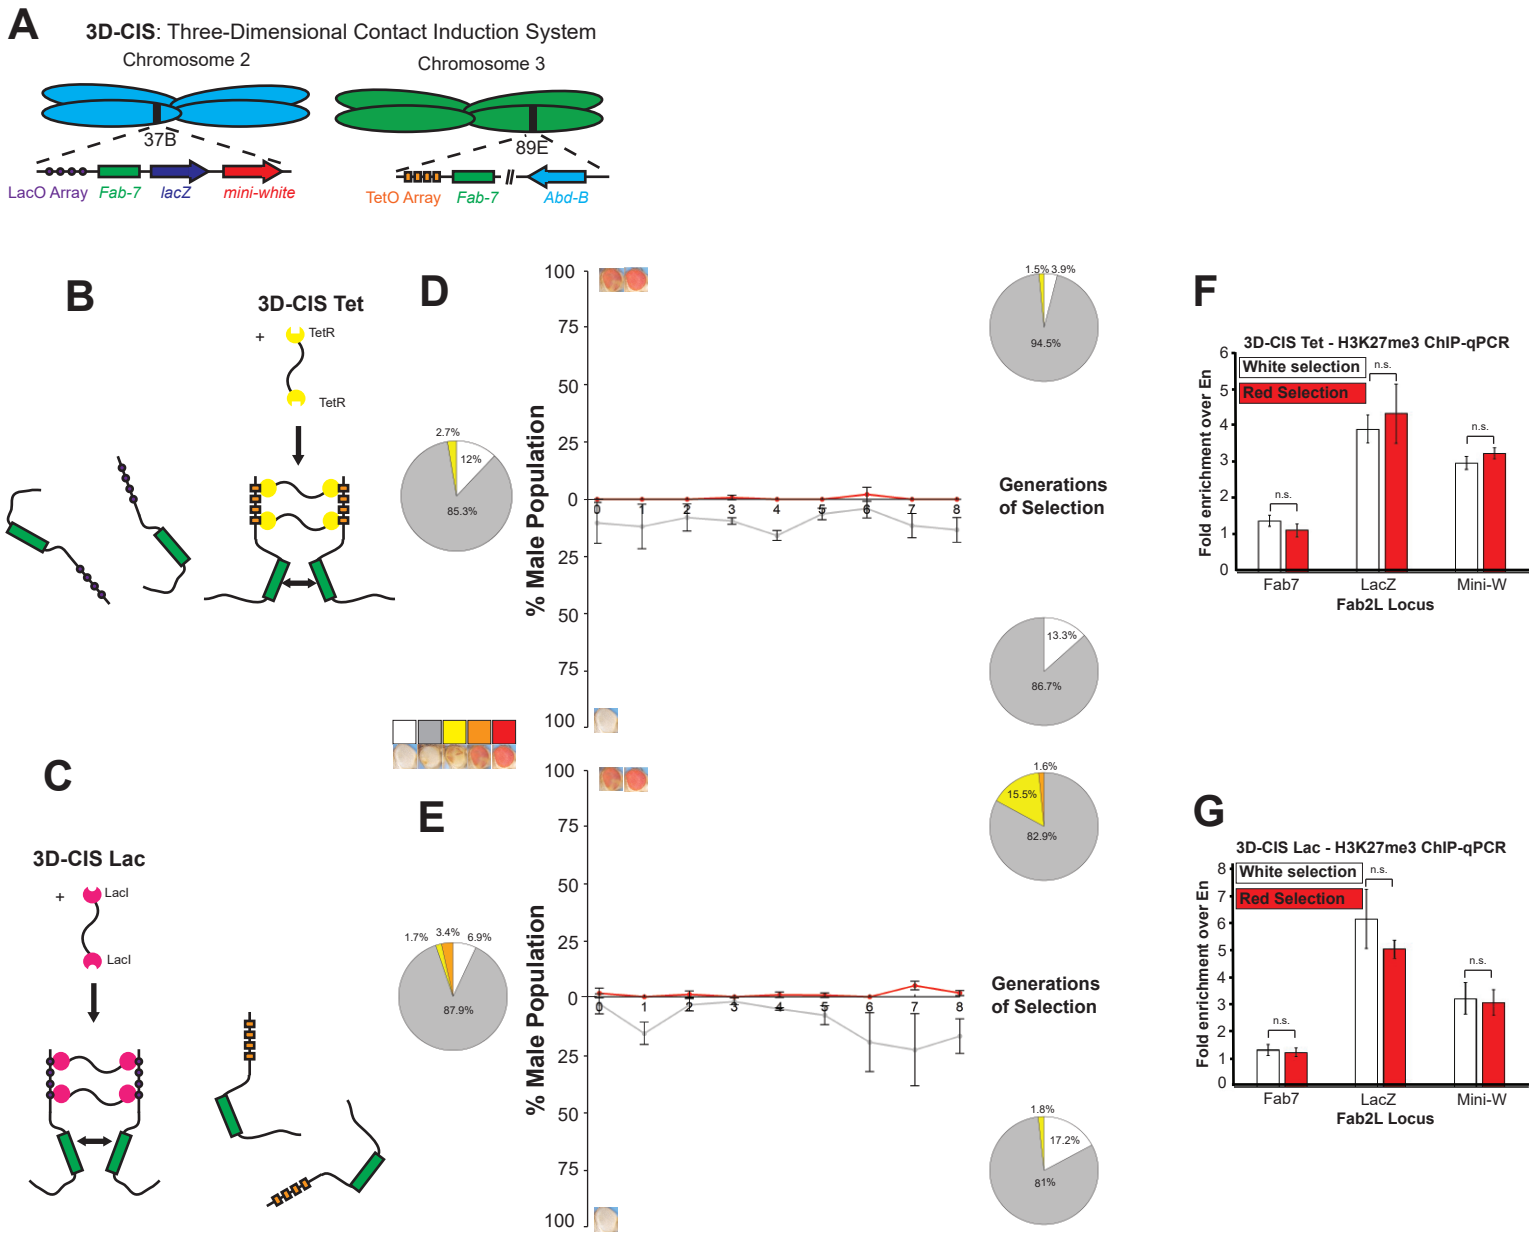 A
3D-CIS: Three-Dimensional Contact Induction System
Chromosome 2
Chromosome 3
37B
89E
LacO Array Fab-7 lacZ mini-white
TetO Array Fab-7 Abd-B
B
3D-CIS Tet
+
TetR
TetR
C
3D-CIS Lac
+
LacI
LacI
D
2.7%
12%
85.3%
% Male Population
100
75
50
25
0
25
50
75
100
0 1 2 3 4 5 6 7 8
Generations
of Selection
1.5% 3.9%
94.5%
13.3%
86.7%
E
1.7% 3.4% 6.9%
87.9%
% Male Population
100
75
50
25
0
25
50
75
100
0 1 2 3 4 5 6 7 8
Generations
of Selection
1.6%
15.5%
82.9%
1.8%
17.2%
81%
F
3D-CIS Tet - H3K27me3 ChIP-qPCR
White selection
Red Selection
Fold enrichment over En
6
5
4
3
2
1
0
n.s.
n.s.
n.s.
Fab7 LacZ Mini-W
Fab2L Locus
G
3D-CIS Lac - H3K27me3 ChIP-qPCR
White selection
Red Selection
Fold enrichment over En
8
7
6
5
4
3
2
1
0
n.s.
n.s.
n.s.
Fab7 LacZ Mini-W
Fab2L Locus